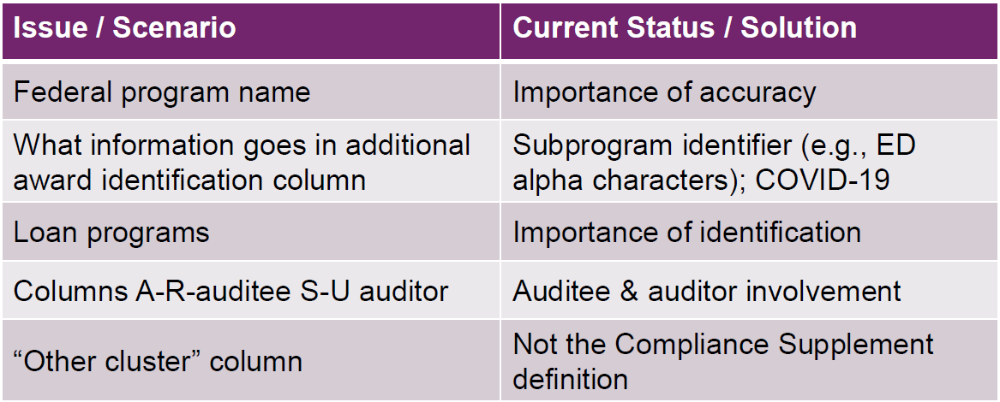 Issue / Scenario
Current Status / Solution
Federal program name
Importance of accuracy
What information goes in additional
award identification column
Subprogram identifier (e.g., ED
alpha characters); COVID-19
Loan programs
Importance of identification
Columns A-R-auditee S-U auditor
Auditee & auditor involvement
“Other cluster” column
Not the Compliance Supplement
definition